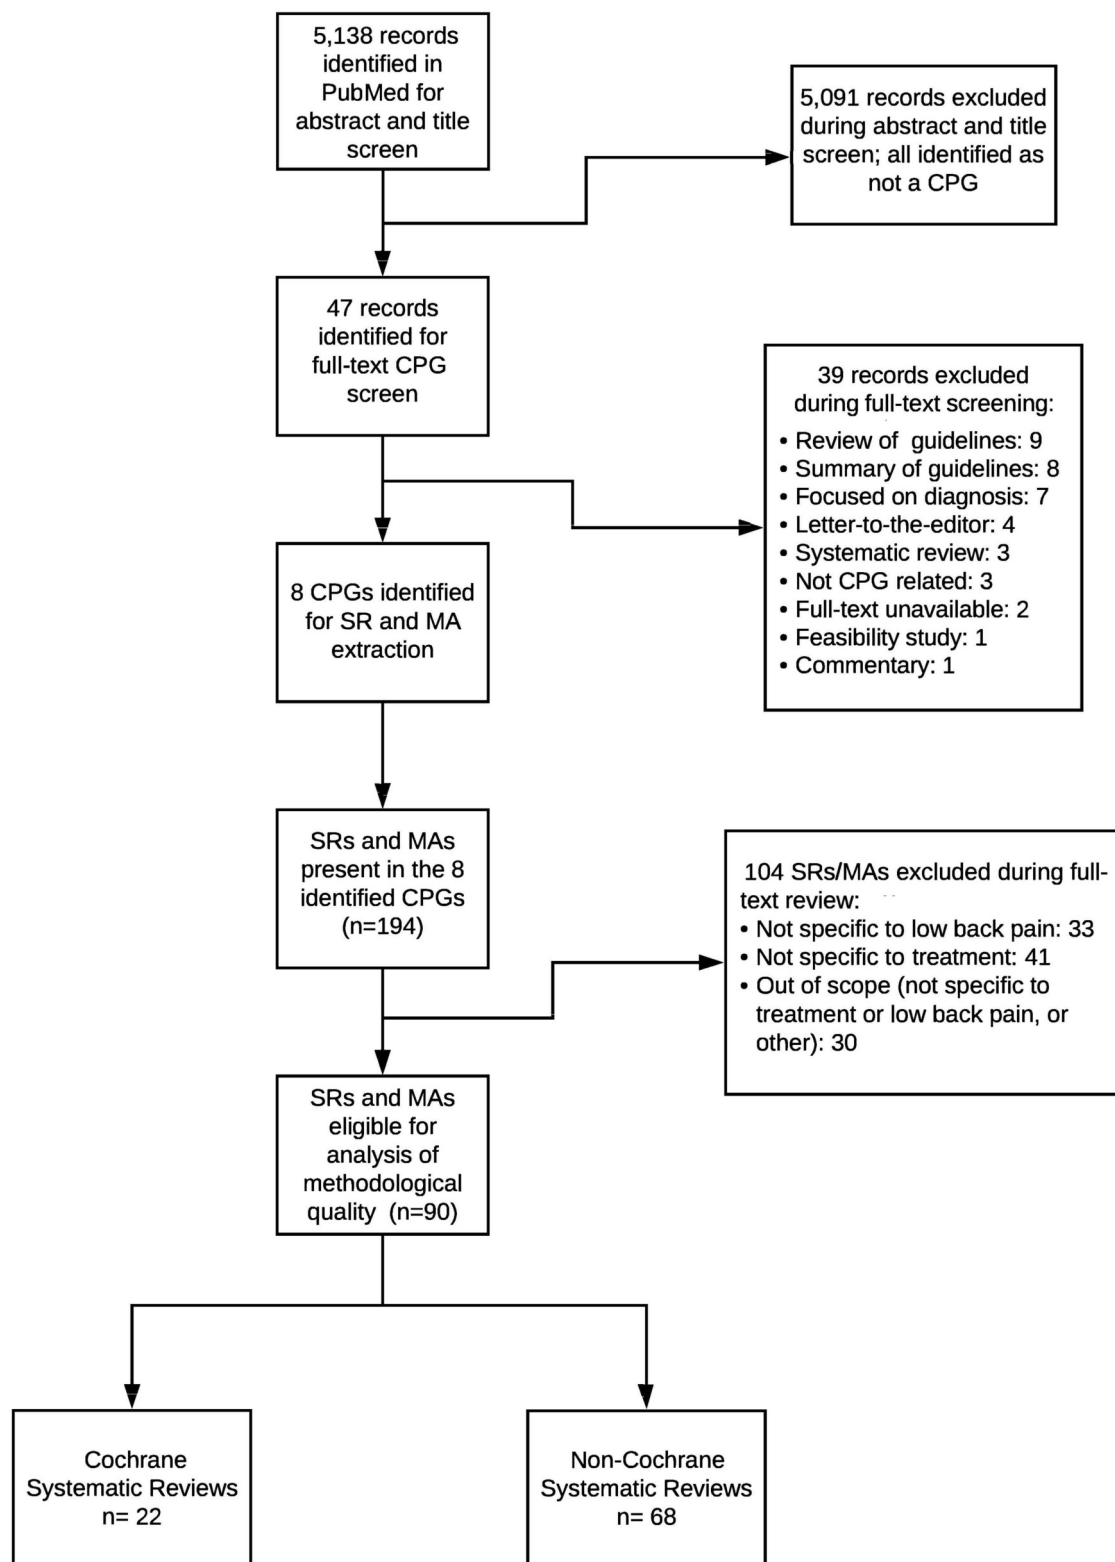 5,138 records
identified in
PubMed for
abstract and title
screen
5,091 records excluded
during abstract and title
screen; all identified as
not a CPG
47 records
identified for
full-text CPG
screen
39 records excluded
during full-text screening:
• Review of guidelines: 9
• Summary of guidelines: 8
• Focused on diagnosis: 7
• Letter-to-the-editor: 4
• Systematic review: 3
• Not CPG related: 3
• Full-text unavailable: 2
• Feasibility study: 1
• Commentary: 1
8 CPGs identified
for SR and MA
extraction
SRs and MAs
present in the 8
identified CPGs
(n=194)
104 SRs/MAs excluded during full-
text review:
• Not specific to low back pain: 33
• Not specific to treatment: 41
• Out of scope (not specific to
treatment or low back pain, or
other): 30
SRs and MAs
eligible for
analysis of
methodological
quality (n=90)
Cochrane
Systematic Reviews
n= 22
Non-Cochrane
Systematic Reviews
n= 68